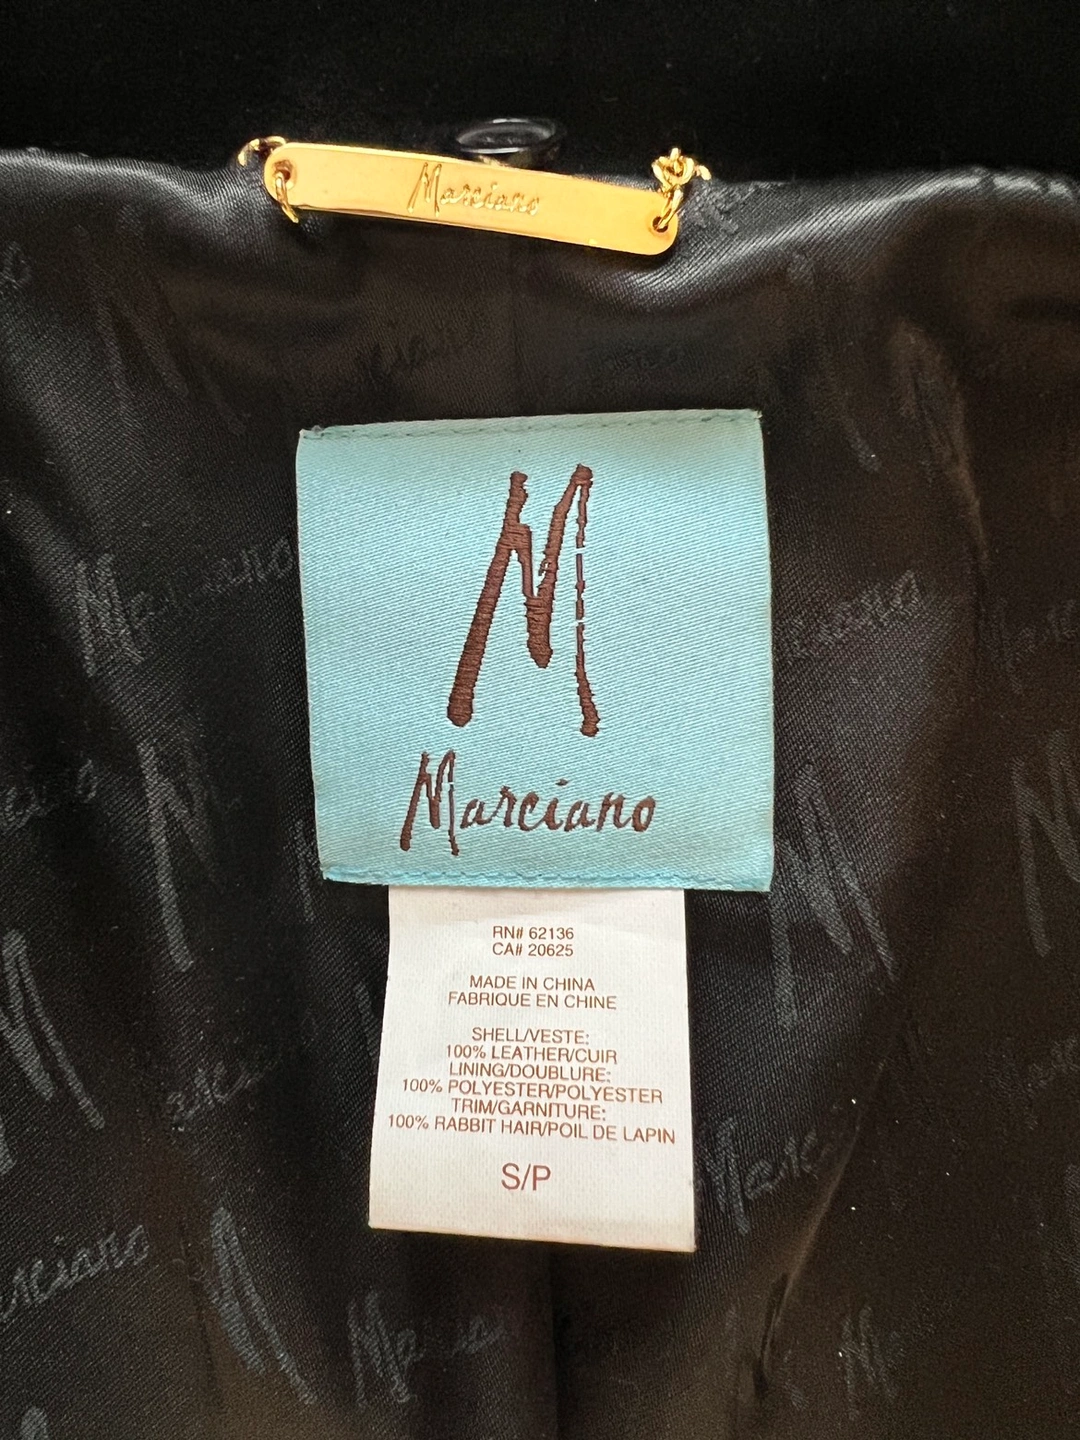 Marciano
M
Marciano
RN# 62136
CA# 20625
MADE IN CHINA
FABRIQUE EN CHINE
SHELL/VESTE:
100% LEATHER/CUIR
LINING/DOUBLURE:
100% POLYESTER/POLYESTER
TRIM/GARNITURE:
100% RABBIT HAIR/POIL DE LAPIN
S/P